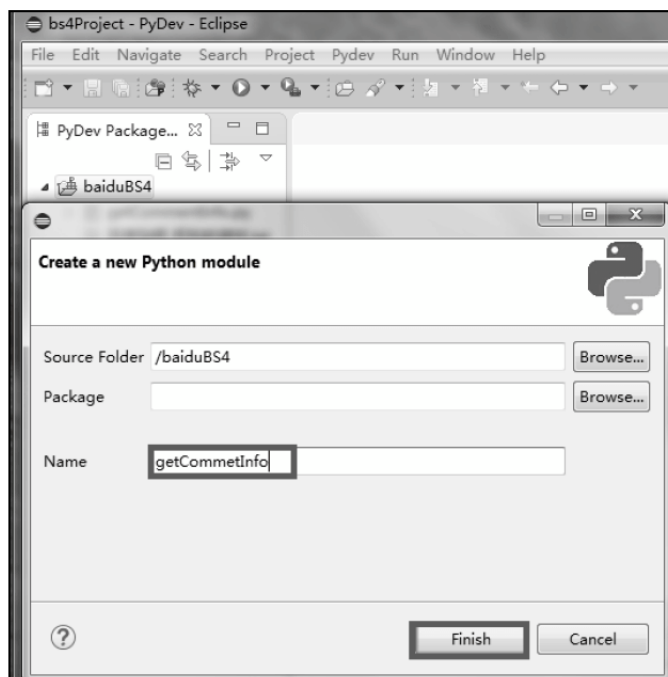 bs4Project - PyDev - Eclipse
File Edit Navigate Search Project Pydev Run Window Help
PyDev Package...
baiduBS4
Create a new Python module
Source Folder /baiduBS4 Browse...
Package Browse...
Name getCommetInfo
Finish Cancel